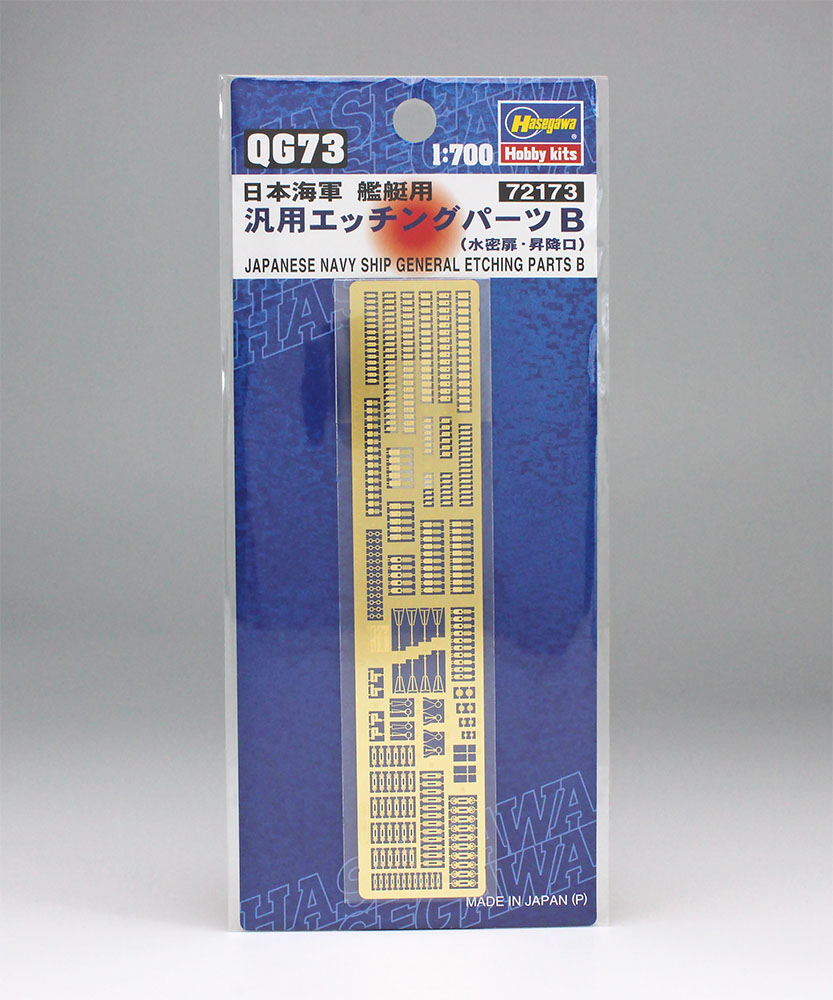 QG73
1:700
Hasegawa
Hobby kits
日本海軍 艦艇用
72173
汎用エッチングパーツ B
(水密扉・昇降口)
JAPANESE NAVY SHIP GENERAL ETCHING PARTS B
HASEGAWA
HASEGAWA
MADE IN JAPAN (P)